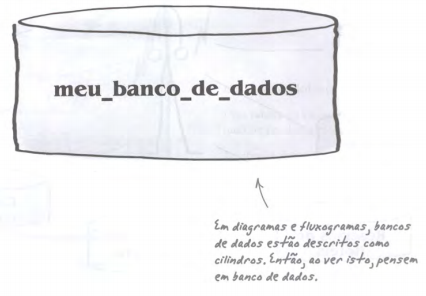 meu_banco_de_dados
Em diagramas e fluxogramas, bancos
de dados estão descritos como
cilindros. Então, ao ver isto, pensem
em banco de dados.